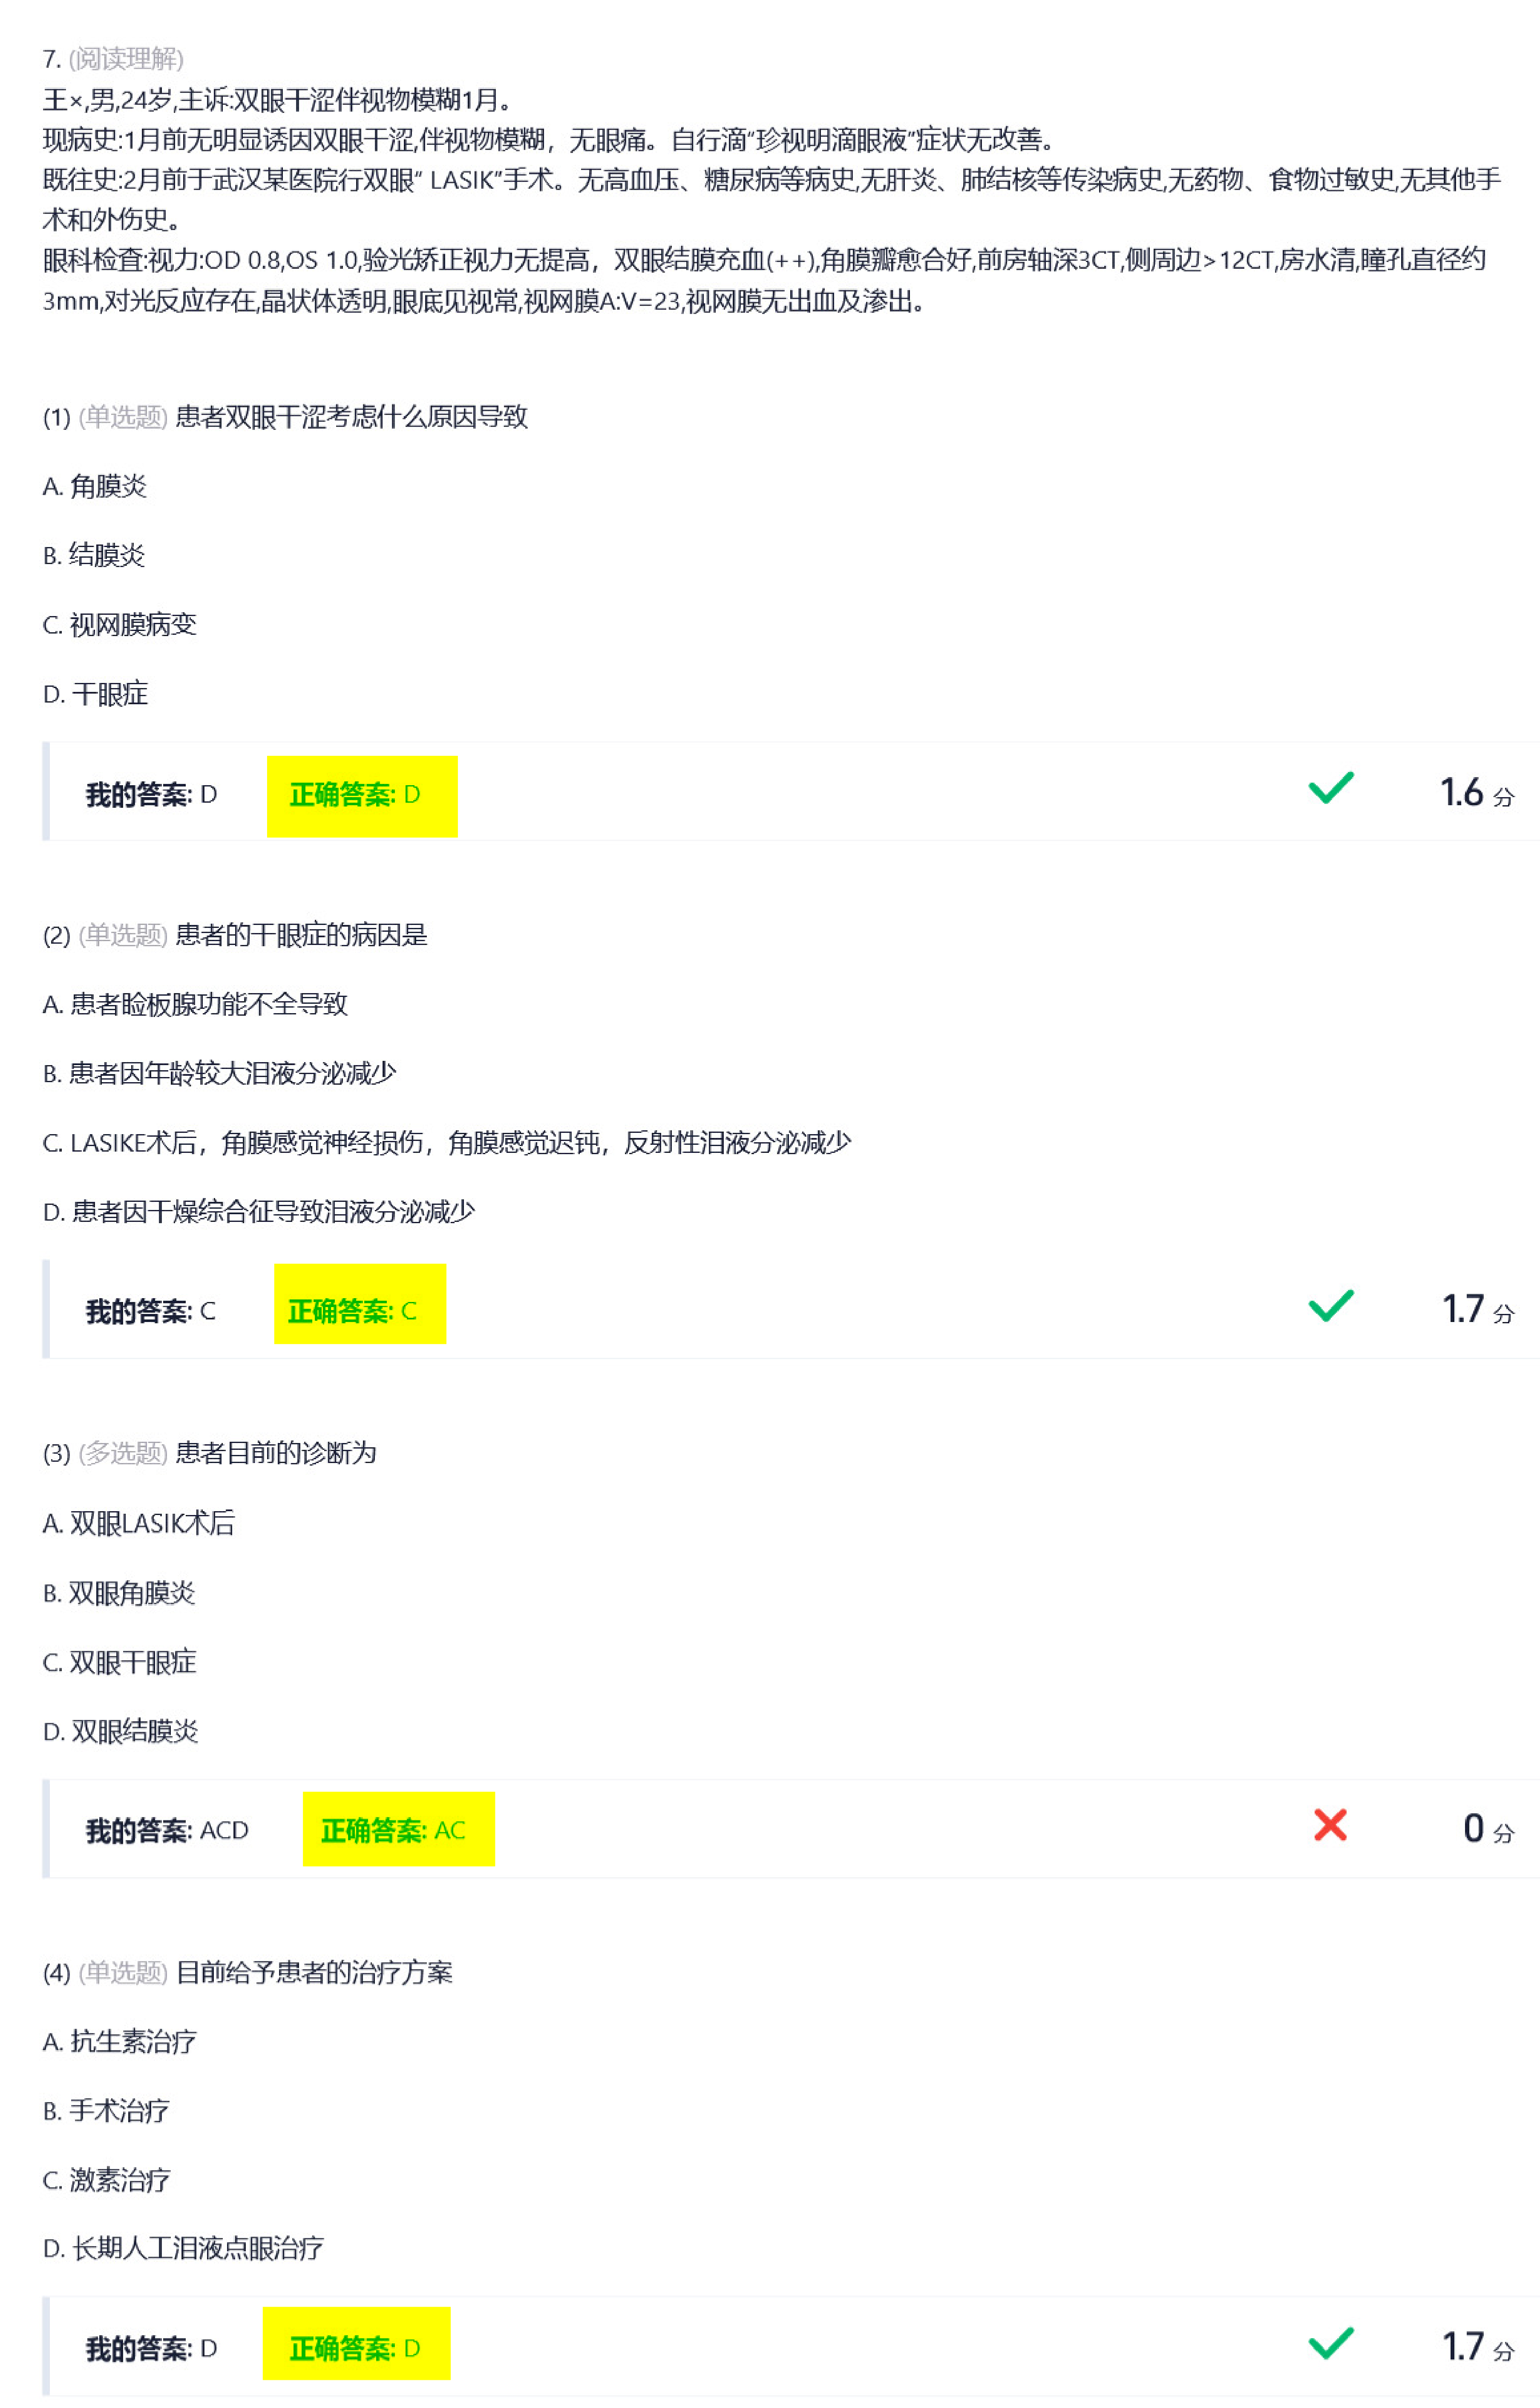 7. (阅读理解)
王×,男,24岁,主诉:双眼干涩伴视物模糊1月。
现病史:1月前无明显诱因双眼干涩,伴视物模糊，无眼痛。自行滴“珍视明滴眼液”症状无改善。
既往史:2月前于武汉某医院行双眼“ LASIK”手术。无高血压、糖尿病等病史,无肝炎、肺结核等传染病史,无药物、食物过敏史,无其他手
术和外伤史。
眼科检查:视力:OD 0.8,OS 1.0,验光矫正视力无提高，双眼结膜充血(++),角膜瓣愈合好,前房轴深3CT,侧周边>12CT,房水清,瞳孔直径约
3mm,对光反应存在,晶状体透明,眼底见视常,视网膜A:V=23,视网膜无出血及渗出。
(1) (单选题) 患者双眼干涩考虑什么原因导致
A. 角膜炎
B. 结膜炎
C. 视网膜病变
D. 干眼症
我的答案: D 正确答案: D 1.6 分
(2) (单选题) 患者的干眼症的病因是
A. 患者睑板腺功能不全导致
B. 患者因年龄较大泪液分泌减少
C. LASIKE术后，角膜感觉神经损伤，角膜感觉迟钝，反射性泪液分泌减少
D. 患者因干燥综合征导致泪液分泌减少
我的答案: C 正确答案: C 1.7 分
(3) (多选题) 患者目前的诊断为
A. 双眼LASIK术后
B. 双眼角膜炎
C. 双眼干眼症
D. 双眼结膜炎
我的答案: ACD 正确答案: AC 0 分
(4) (单选题) 目前给予患者的治疗方案
A. 抗生素治疗
B. 手术治疗
C. 激素治疗
D. 长期人工泪液点眼治疗
我的答案: D 正确答案: D 1.7 分